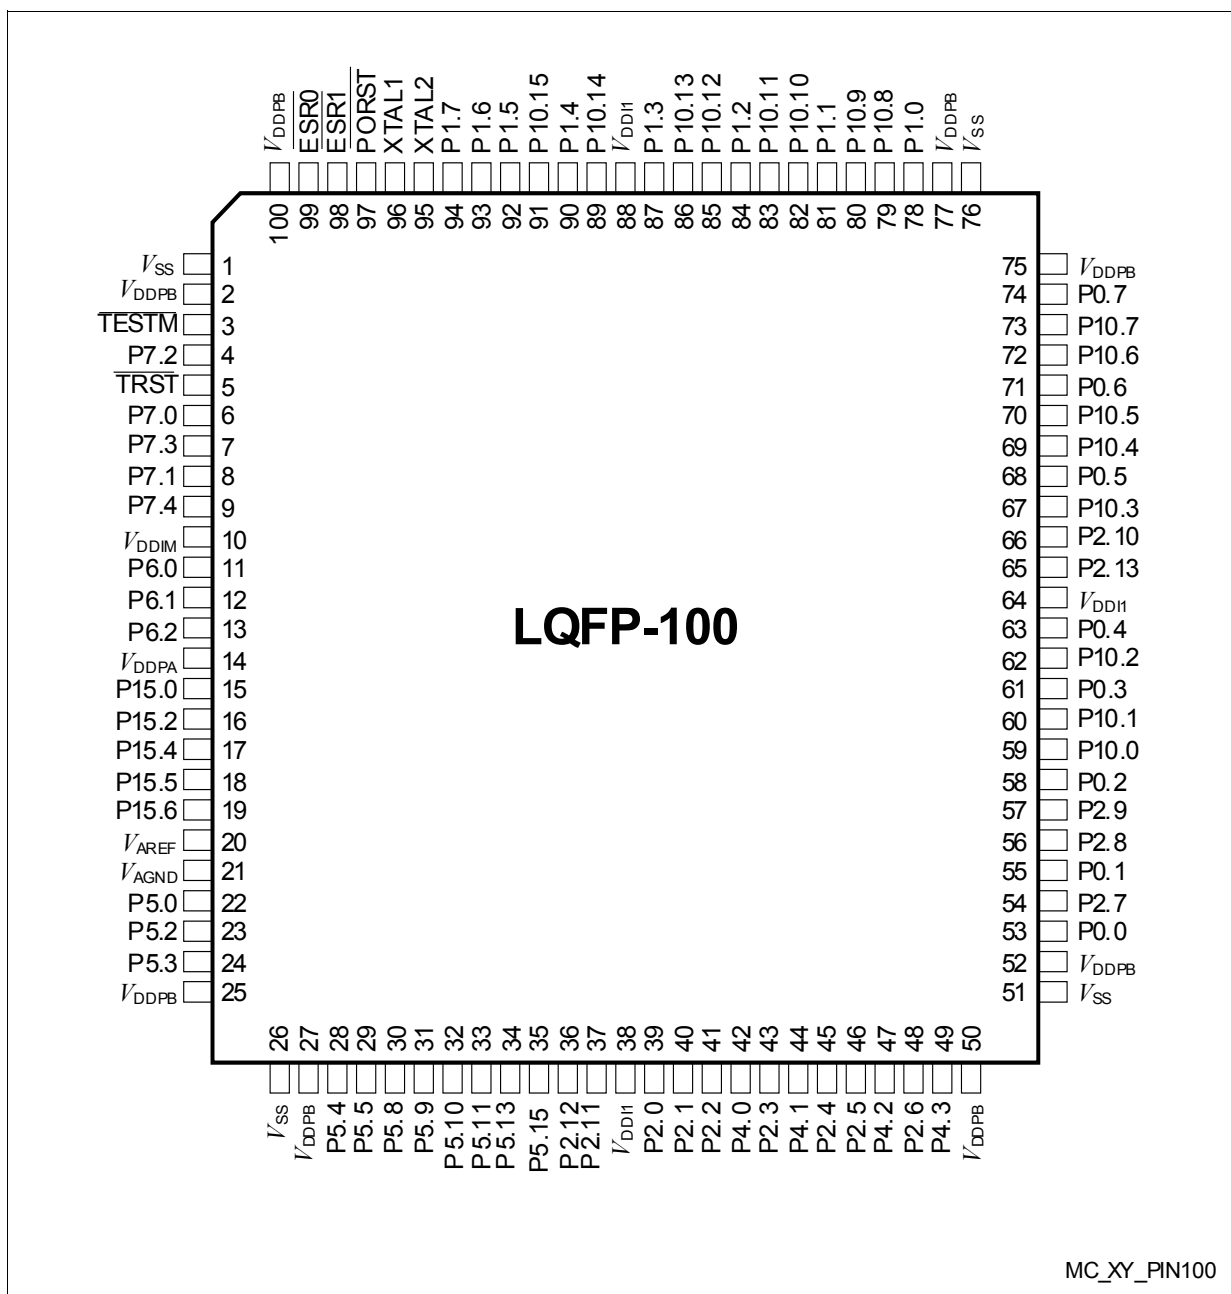 VDDPB
ESR0
ESR1
PORST
XTAL1
XTAL2
P1.7
P1.6
P1.5
P10.15
P1.4
P10.14
VDDI1
P1.3
P10.13
P10.12
P1.2
P10.11
P10.10
P1.1
P10.9
P10.8
P1.0
VDDPB
VSS
100 99 98 97 96 95 94 93 92 91 90 89 88 87 86 85 84 83 82 81 80 79 78 77 76
VSS 1
VDDPB 2
TESTM 3
P7.2 4
TRST 5
P7.0 6
P7.3 7
P7.1 8
P7.4 9
VDDIM 10
P6.0 11
P6.1 12
P6.2 13
VDDPA 14
P15.0 15
P15.2 16
P15.4 17
P15.5 18
P15.6 19
VAREF 20
VAGND 21
P5.0 22
P5.2 23
P5.3 24
VDDPB 25
LQFP-100
75 VDDPB
74 P0.7
73 P10.7
72 P10.6
71 P0.6
70 P10.5
69 P10.4
68 P0.5
67 P10.3
66 P2.10
65 P2.13
64 VDDI1
63 P0.4
62 P10.2
61 P0.3
60 P10.1
59 P10.0
58 P0.2
57 P2.9
56 P2.8
55 P0.1
54 P2.7
53 P0.0
52 VDDPB
51 VSS
26 27 28 29 30 31 32 33 34 35 36 37 38 39 40 41 42 43 44 45 46 47 48 49 50
VSS
VDDPB
P5.4
P5.5
P5.8
P5.9
P5.10
P5.11
P5.13
P5.15
P2.12
P2.11
VDDI1
P2.0
P2.1
P2.2
P4.0
P2.3
P4.1
P2.4
P2.5
P4.2
P2.6
P4.3
VDDPB
MC_XY_PIN100